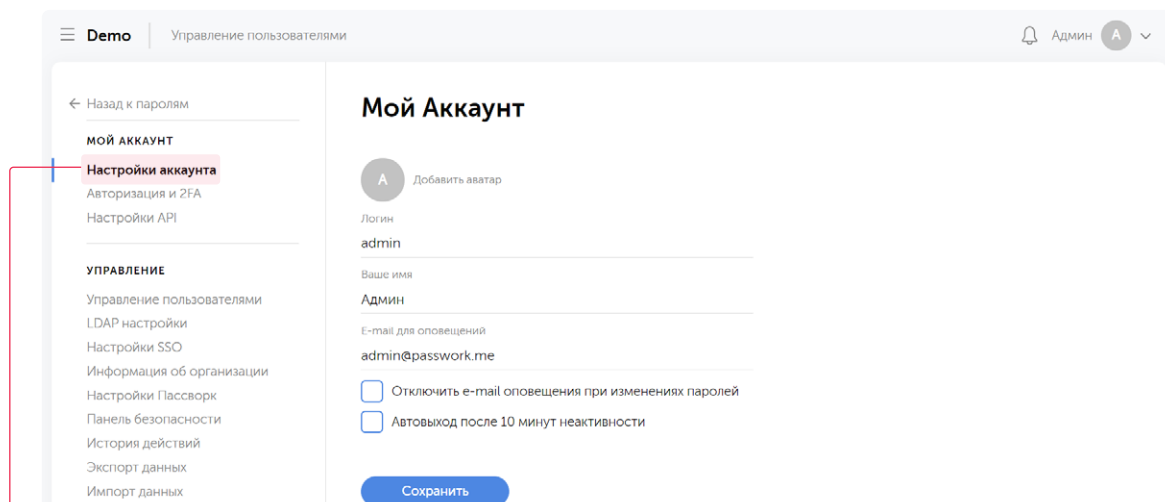 Demo
Управление пользователями
Админ
A
Назад к паролям
МОЙ АККАУНТ
Настройки аккаунта
Авторизация и 2FA
Настройки API
УПРАВЛЕНИЕ
Управление пользователями
LDAP настройки
Настройки SSO
Информация об организации
Настройки Пассворк
Панель безопасности
История действий
Экспорт данных
Импорт данных
Мой Аккаунт
A
Добавить аватар
Логин
admin
Ваше имя
Админ
E-mail для оповещений
admin@passwork.me
Отключить e-mail оповещения при изменениях паролей
Автовыход после 10 минут неактивности
Сохранить